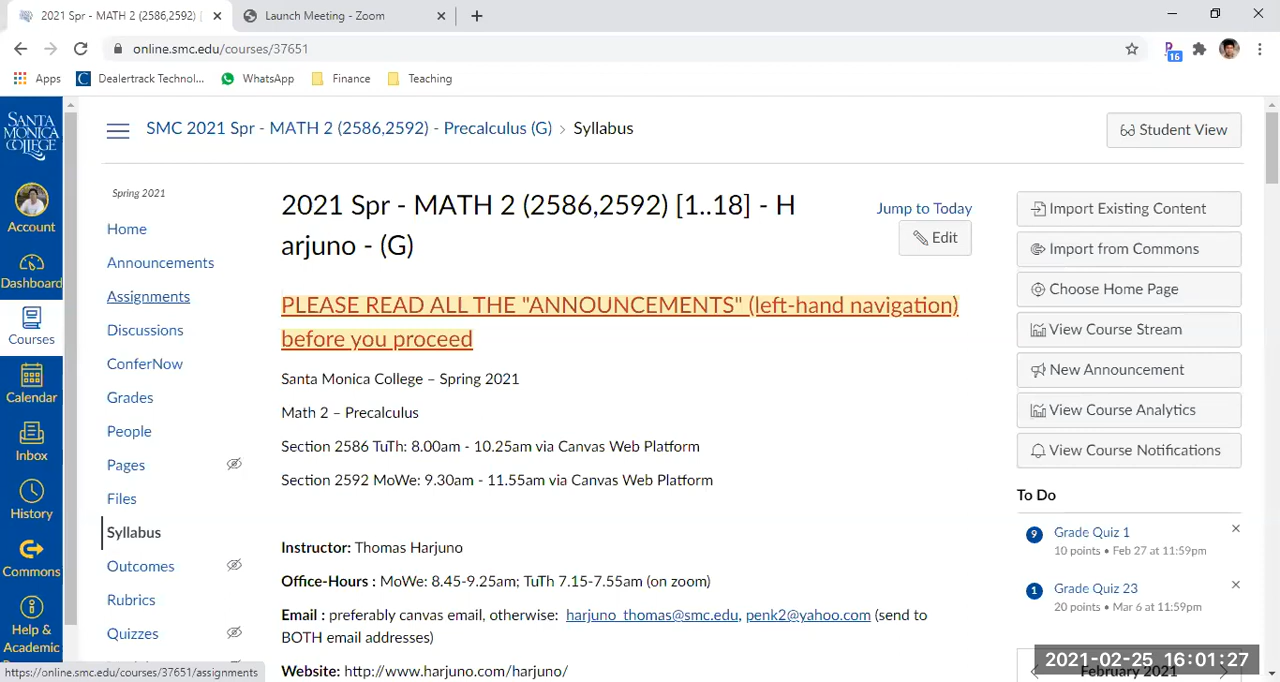 2021 Spr - MATH 2 (2586,2592)
Launch Meeting - Zoom
online.smc.edu/courses/37651
16
Apps
Dealertrack Technol...
WhatsApp
Finance
Teaching
SANTA
MONICA
COLLEGE
Account
Dashboard
Courses
Calendar
Inbox
History
Commons
Help &
Academic
SMC 2021 Spr - MATH 2 (2586,2592) - Precalculus (G) > Syllabus
Student View
Spring 2021
Home
Announcements
Assignments
Discussions
ConferNow
Grades
People
Pages
Files
Syllabus
Outcomes
Rubrics
Quizzes
2021 Spr - MATH 2 (2586,2592) [1..18] - H
arjuno - (G)
Jump to Today
Edit
PLEASE READ ALL THE "ANNOUNCEMENTS" (left-hand navigation)
before you proceed
Santa Monica College – Spring 2021
Math 2 – Precalculus
Section 2586 TuTh: 8.00am - 10.25am via Canvas Web Platform
Section 2592 MoWe: 9.30am - 11.55am via Canvas Web Platform
Instructor: Thomas Harjuno
Office-Hours : MoWe: 8.45-9.25am; TuTh 7.15-7.55am (on zoom)
Email : preferably canvas email, otherwise: harjuno_thomas@smc.edu, penk2@yahoo.com (send to
BOTH email addresses)
Website: http://www.harjuno.com/harjuno/
Import Existing Content
Import from Commons
Choose Home Page
View Course Stream
New Announcement
View Course Analytics
View Course Notifications
To Do
9
Grade Quiz 1
10 points • Feb 27 at 11:59pm
1
Grade Quiz 23
20 points • Mar 6 at 11:59pm
February 2021
2021-02-25 16:01:27
https://online.smc.edu/courses/37651/assignments